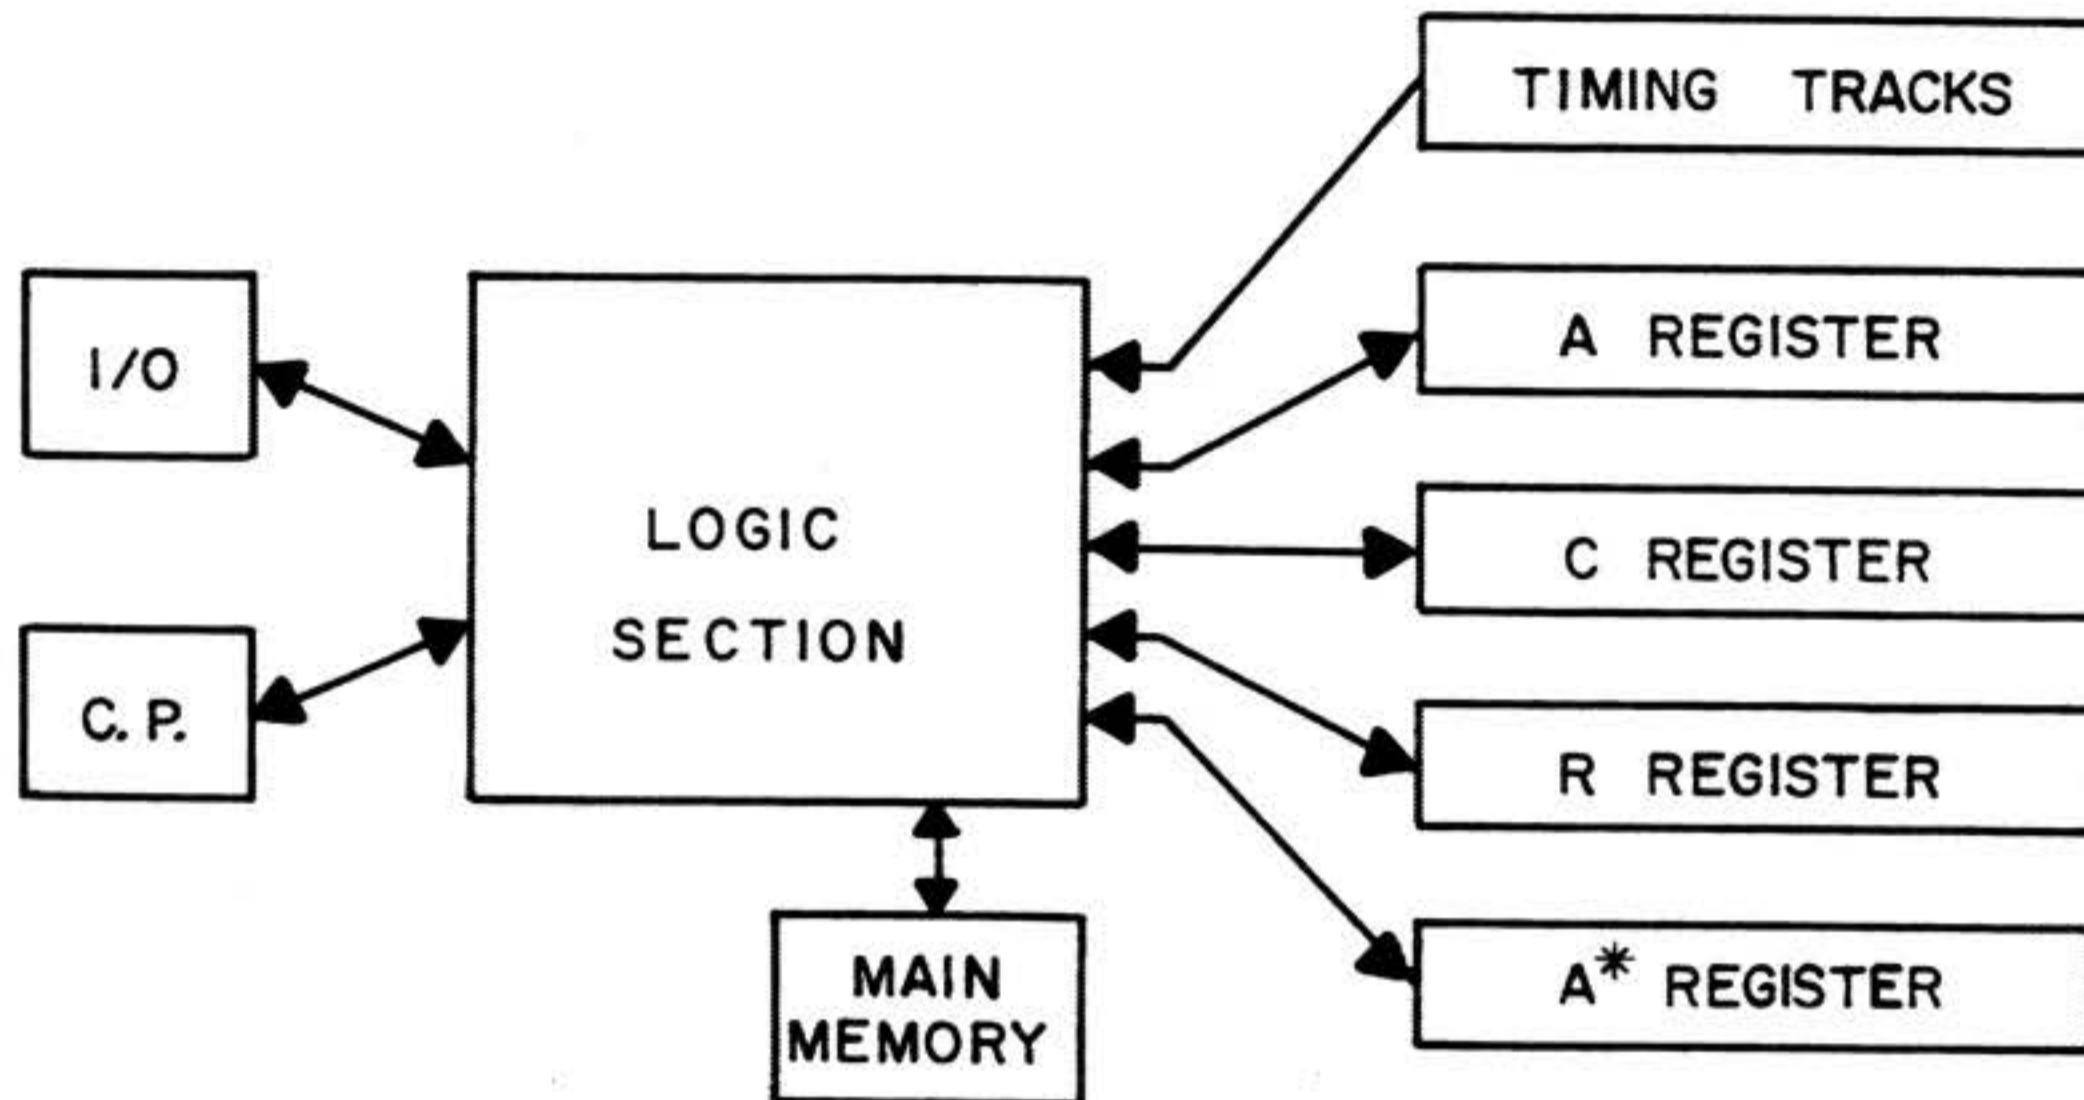 TIMING TRACKS
I/O
A REGISTER
LOGIC
SECTION
C REGISTER
C. P.
R REGISTER
MAIN
MEMORY
A* REGISTER